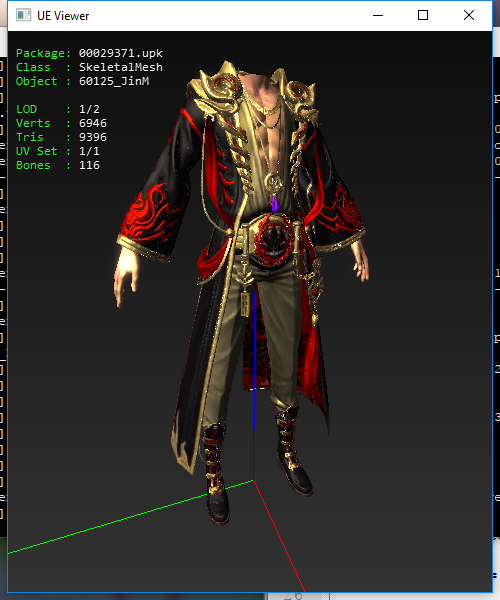 UE Viewer
Package: 00029371.upk
Class  : SkeletalMesh
Object : 60125_JinM
LOD    : 1/2
Verts  : 6946
Tris   : 9396
UV Set : 1/1
Bones  : 116
26